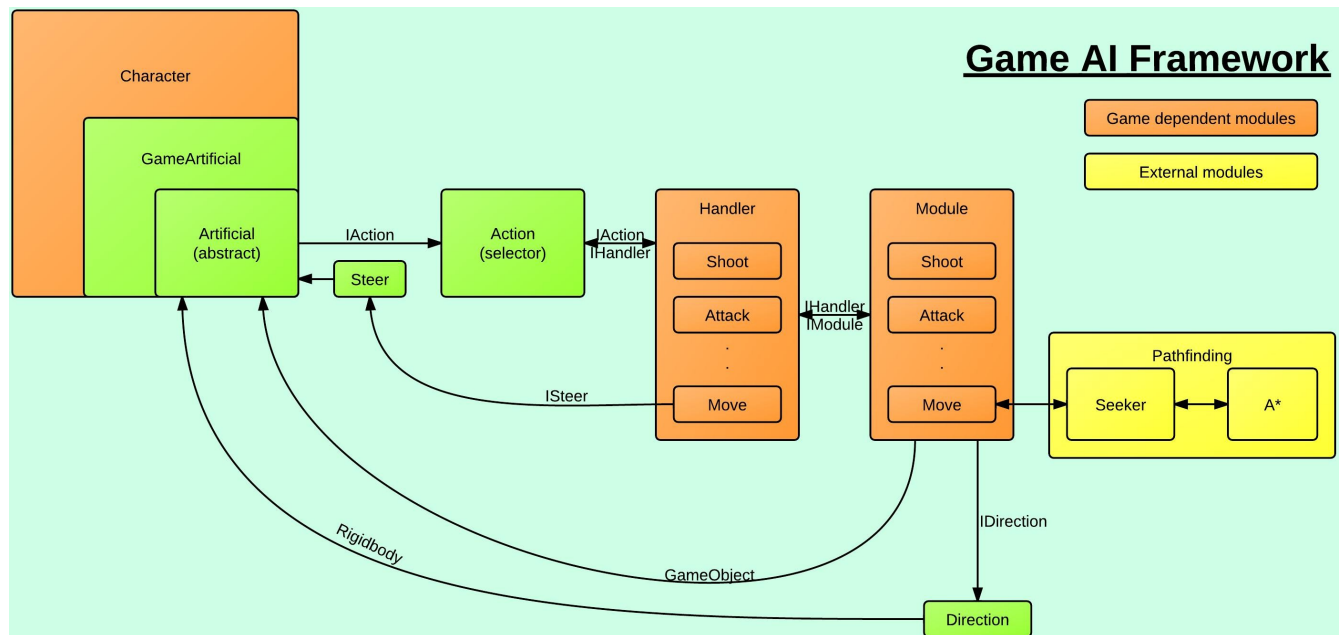 Game AI Framework
Character
Game dependent modules
GameArtificial
External modules
Artificial
(abstract)
IAction
Action
(selector)
IAction
IHandler
Handler
Shoot
Attack
.
.
Move
IHandler
IModule
Module
Shoot
Attack
.
.
Move
Steer
ISteer
Pathfinding
Seeker
A*
IDirection
Rigidbody
GameObject
Direction